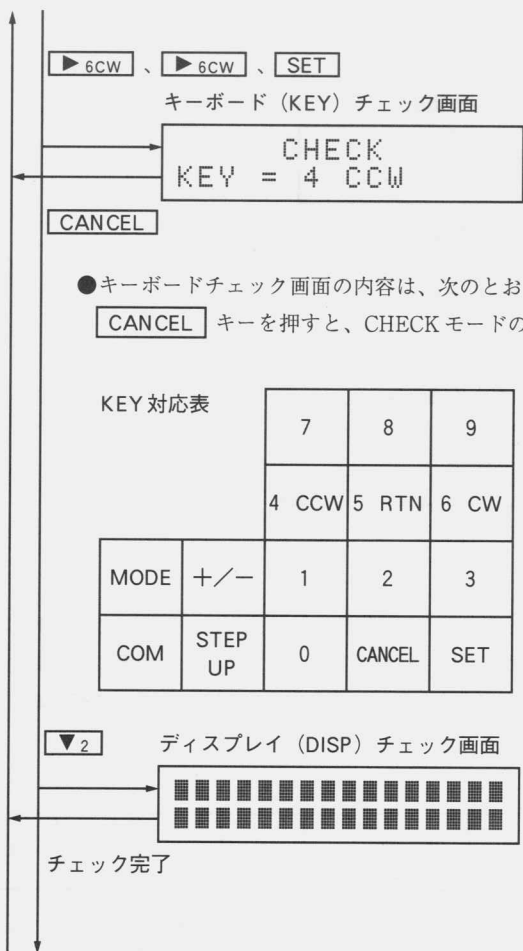 ▶6CW 、 ▶6CW 、 SET
キーボード（KEY）チェック画面
CHECK
KEY = 4 CCW
CANCEL
●キーボードチェック画面の内容は、次のとお
CANCEL キーを押すと、CHECKモードの
KEY対応表
7 8 9
4 CCW 5 RTN 6 CW
MODE +／− 1 2 3
COM STEP UP 0 CANCEL SET
▼2 ディスプレイ（DISP）チェック画面
チェック完了